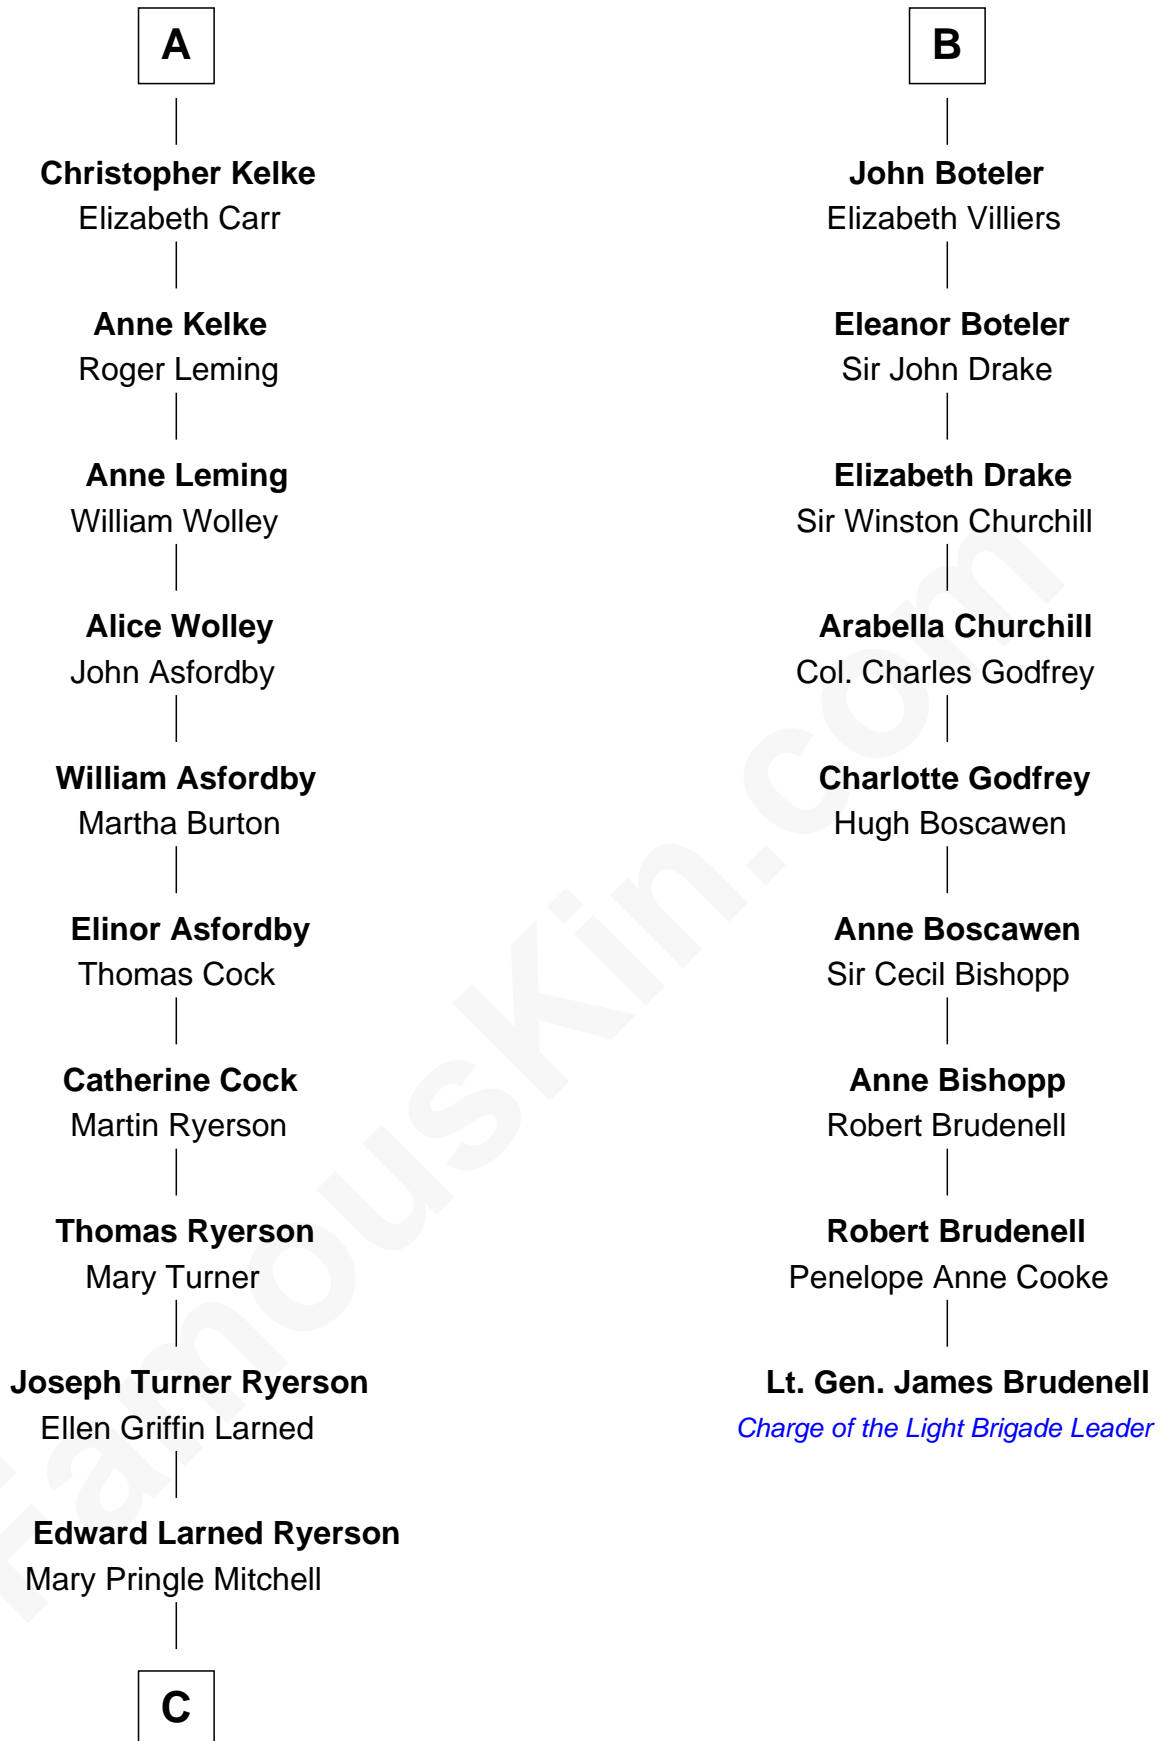 A
Christopher Kelke
Elizabeth Carr
Anne Kelke
Roger Leming
Anne Leming
William Wolley
Alice Wolley
John Asfordby
William Asfordby
Martha Burton
Elinor Asfordby
Thomas Cock
Catherine Cock
Martin Ryerson
Thomas Ryerson
Mary Turner
Joseph Turner Ryerson
Ellen Griffin Larned
Edward Larned Ryerson
Mary Pringle Mitchell
C
B
John Boteler
Elizabeth Villiers
Eleanor Boteler
Sir John Drake
Elizabeth Drake
Sir Winston Churchill
Arabella Churchill
Col. Charles Godfrey
Charlotte Godfrey
Hugh Boscawen
Anne Boscawen
Sir Cecil Bishopp
Anne Bishopp
Robert Brudenell
Robert Brudenell
Penelope Anne Cooke
Lt. Gen. James Brudenell
Charge of the Light Brigade Leader
FamousKin.com